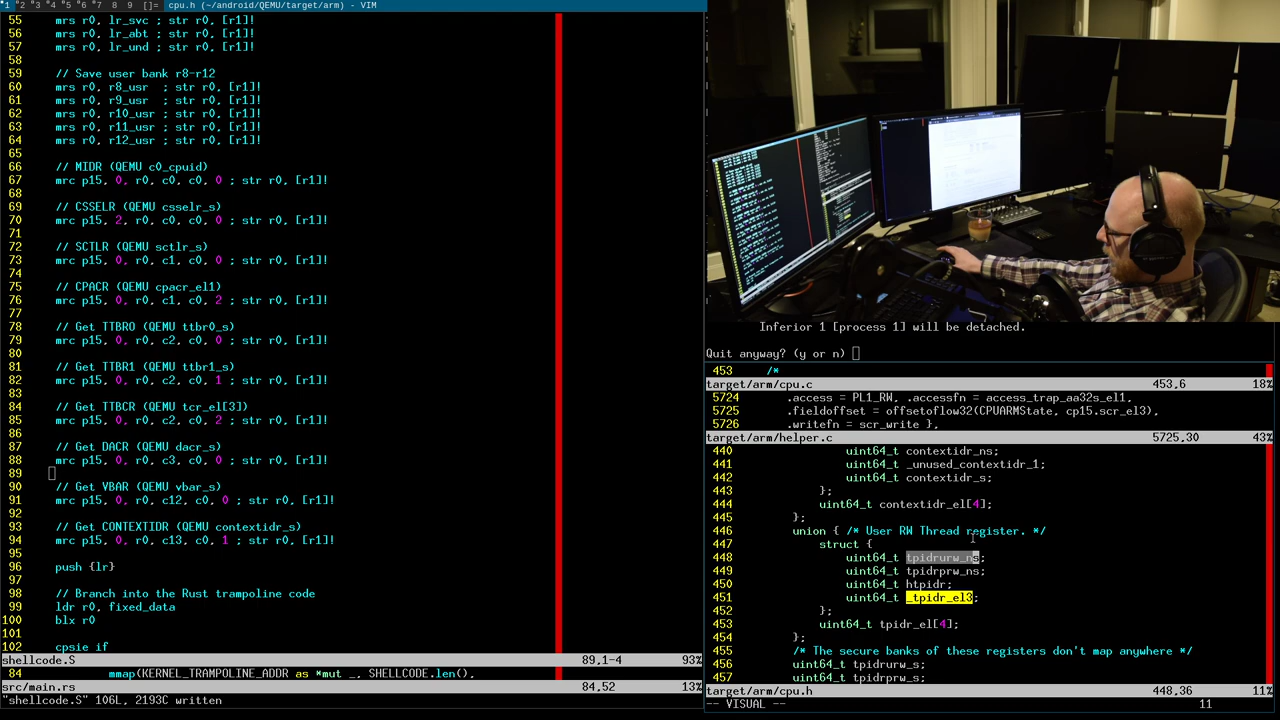 1 2 3 4 5 6 7 8 9 []= cpu.h (~/android/QEMU/target/arm) - VIM
55 mrs r0, lr_svc ; str r0, [r1]!
56 mrs r0, lr_abt ; str r0, [r1]!
57 mrs r0, lr_und ; str r0, [r1]!
58
59 // Save user bank r8-r12
60 mrs r0, r8_usr  ; str r0, [r1]!
61 mrs r0, r9_usr  ; str r0, [r1]!
62 mrs r0, r10_usr ; str r0, [r1]!
63 mrs r0, r11_usr ; str r0, [r1]!
64 mrs r0, r12_usr ; str r0, [r1]!
65
66 // MIDR (QEMU c0_cpuid)
67 mrc p15, 0, r0, c0, c0, 0 ; str r0, [r1]!
68
69 // CSSELR (QEMU csselr_s)
70 mrc p15, 2, r0, c0, c0, 0 ; str r0, [r1]!
71
72 // SCTLR (QEMU sctlr_s)
73 mrc p15, 0, r0, c1, c0, 0 ; str r0, [r1]!
74
75 // CPACR (QEMU cpacr_el1)
76 mrc p15, 0, r0, c1, c0, 2 ; str r0, [r1]!
77
78 // Get TTBR0 (QEMU ttbr0_s)
79 mrc p15, 0, r0, c2, c0, 0 ; str r0, [r1]!
80
81 // Get TTBR1 (QEMU ttbr1_s)
82 mrc p15, 0, r0, c2, c0, 1 ; str r0, [r1]!
83
84 // Get TTBCR (QEMU tcr_el[3])
85 mrc p15, 0, r0, c2, c0, 2 ; str r0, [r1]!
86
87 // Get DACR (QEMU dacr_s)
88 mrc p15, 0, r0, c3, c0, 0 ; str r0, [r1]!
89
90 // Get VBAR (QEMU vbar_s)
91 mrc p15, 0, r0, c12, c0, 0 ; str r0, [r1]!
92
93 // Get CONTEXTIDR (QEMU contextidr_s)
94 mrc p15, 0, r0, c13, c0, 1 ; str r0, [r1]!
95
96 push {lr}
97
98 // Branch into the Rust trampoline code
99 ldr r0, fixed_data
100 blx r0
101
102 cpsie if
shellcode.S 89,1-4 93%
84 mmap(KERNEL_TRAMPOLINE_ADDR as *mut _, SHELLCODE.len(),
src/main.rs 84,52 13%
"shellcode.S" 106L, 2193C written
Inferior 1 [process 1] will be detached.
Quit anyway? (y or n)
453 /*
target/arm/cpu.c 453,6 18%
5724 .access = PL1_RW, .accessfn = access_trap_aa32s_el1,
5725 .fieldoffset = offsetoflow32(CPUARMState, cp15.scr_el3),
5726 .writefn = scr_write },
target/arm/helper.c 5725,30 43%
440 uint64_t contextidr_ns;
441 uint64_t _unused_contextidr_1;
442 uint64_t contextidr_s;
443 };
444 uint64_t contextidr_el[4];
445 };
446 union { /* User RW Thread register. */
447 struct {
448 uint64_t tpidrurw_ns;
449 uint64_t tpidrprw_ns;
450 uint64_t htpidr;
451 uint64_t _tpidr_el3;
452 };
453 uint64_t tpidr_el[4];
454 };
455 /* The secure banks of these registers don't map anywhere */
456 uint64_t tpidrurw_s;
457 uint64_t tpidrprw_s;
target/arm/cpu.h 448,36 11%
-- VISUAL -- 11